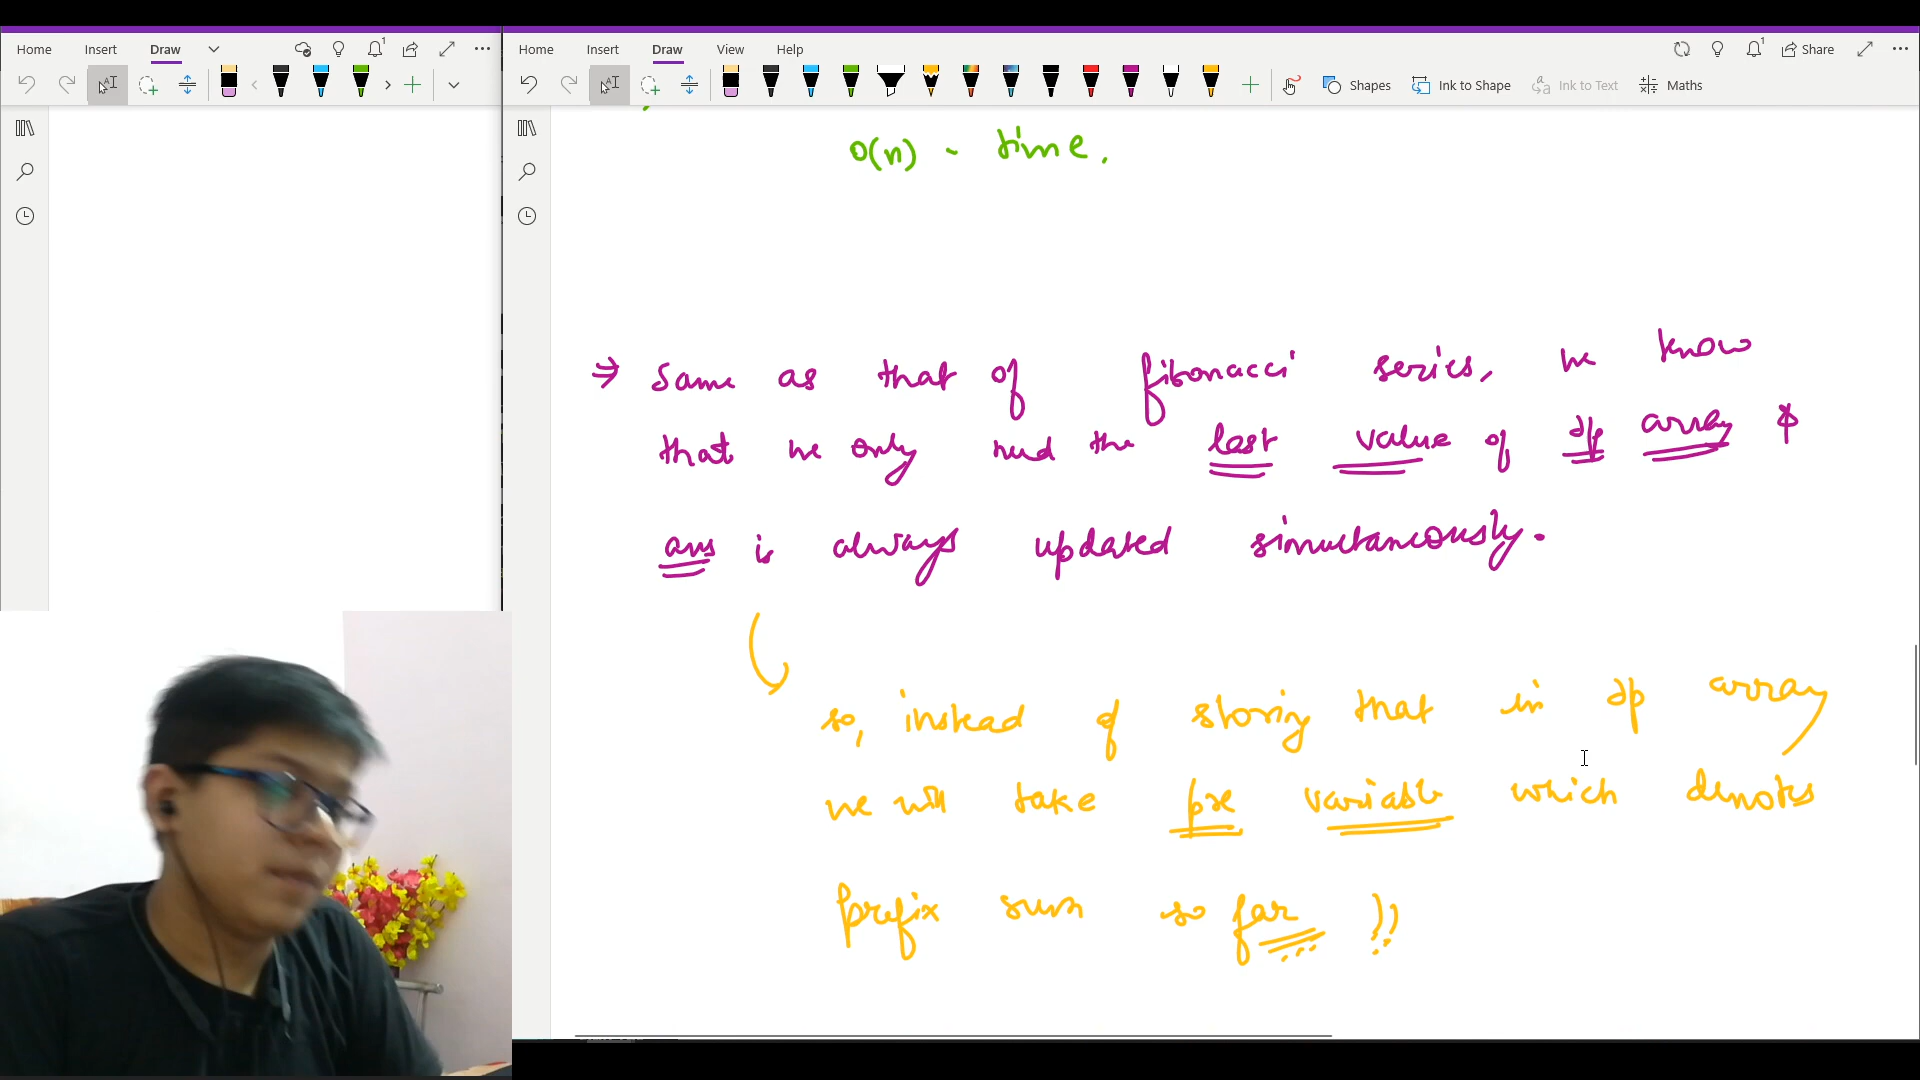 Home Insert Draw
Home Insert Draw View Help Share
Shapes Ink to Shape Ink to Text Maths
O(n) - time.
⇒ Same as that of fibonacci series, we know
that we only need the last value of dp array &
ans is always updated simultaneously.
so, instead of storing that in dp array
we will take pre variable which denotes
prefix sum so far !!